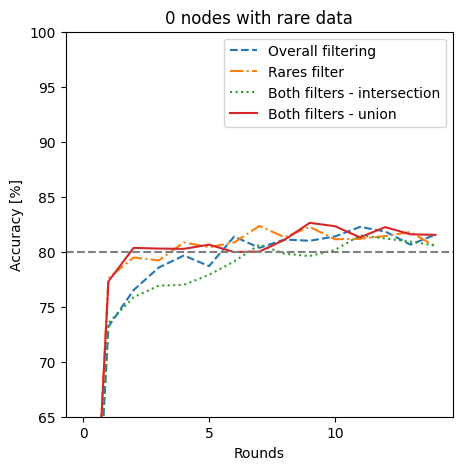 0 nodes with rare data
Overall filtering
Rares filter
Both filters - intersection
Both filters - union
Accuracy [%]
100
95
90
85
80
75
70
65
0
5
10
Rounds